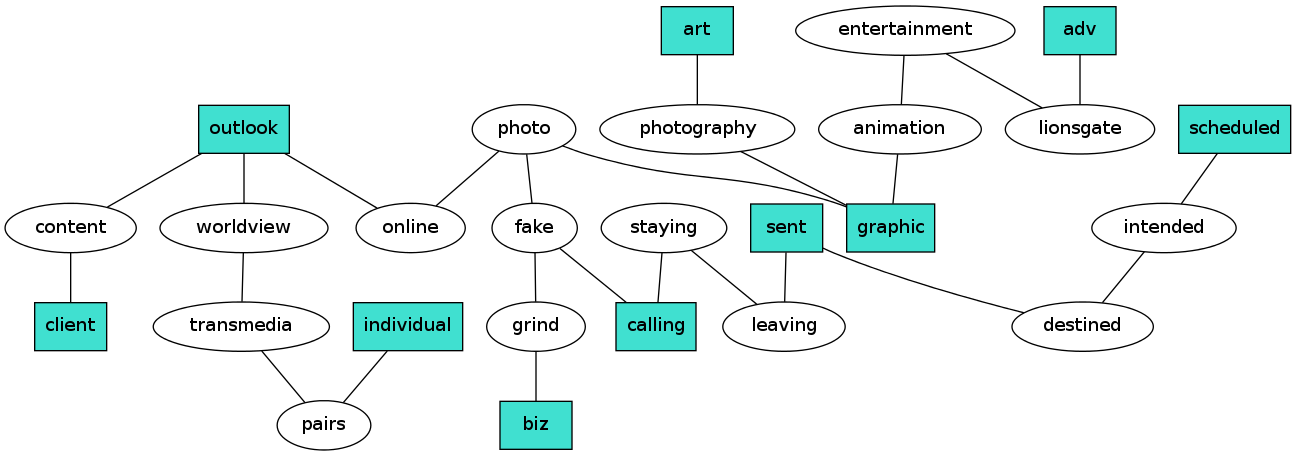 art
entertainment
adv
outlook
photo
photography
animation
lionsgate
scheduled
content
worldview
online
fake
staying
sent
graphic
intended
client
transmedia
individual
grind
calling
leaving
destined
pairs
biz